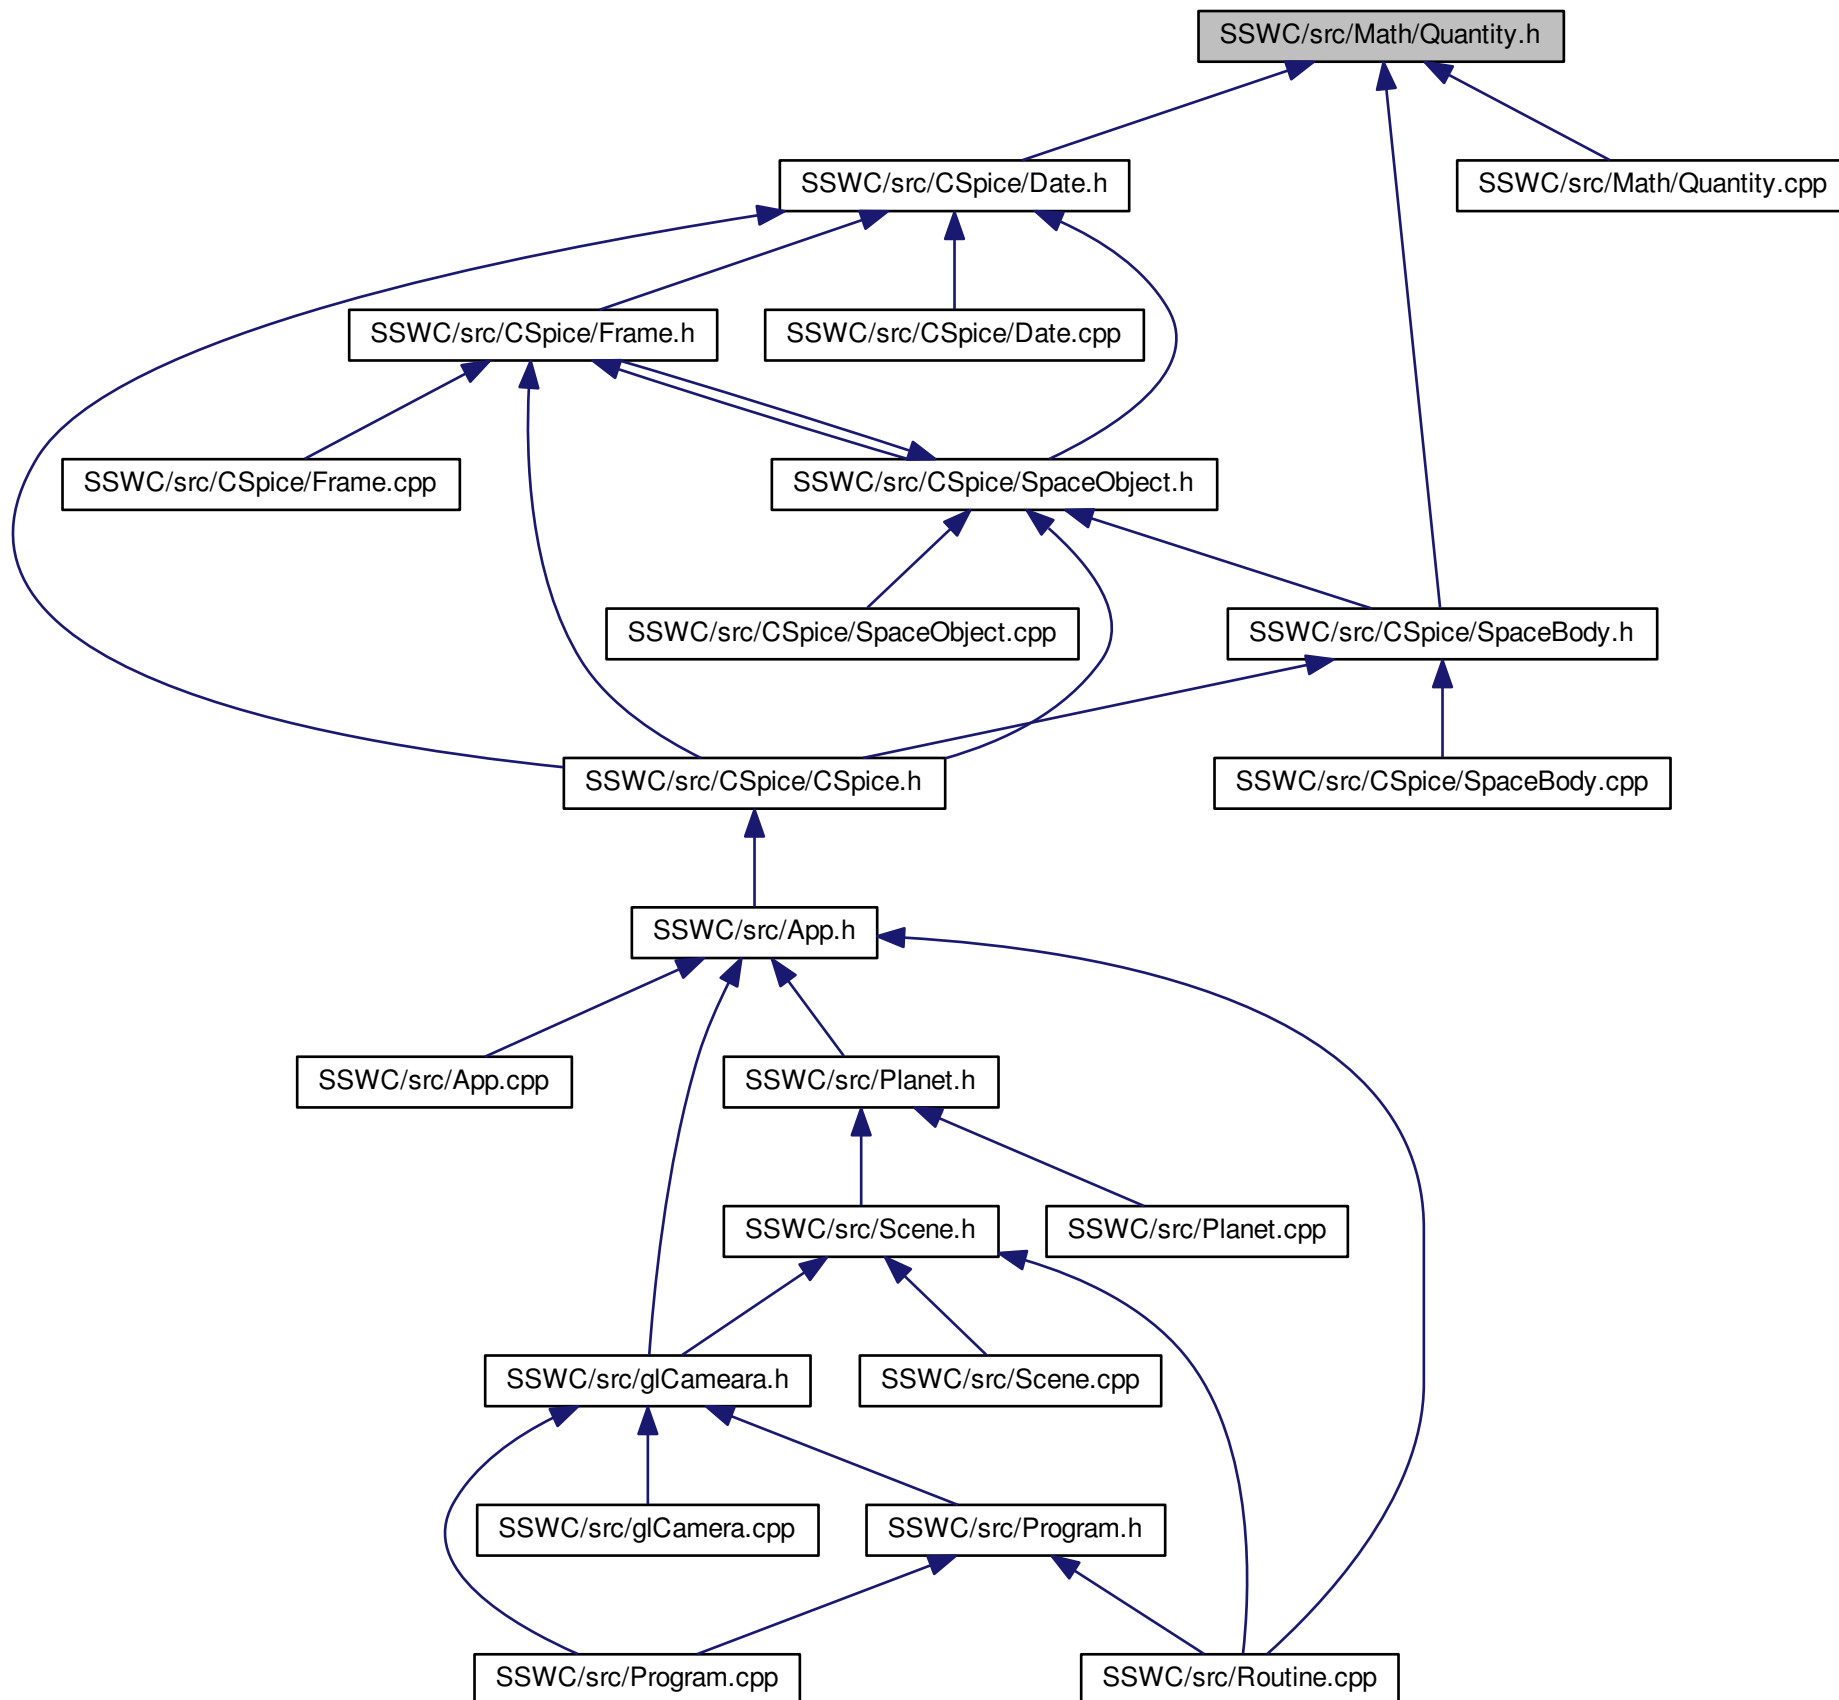 SSWC/src/Math/Quantity.h
SSWC/src/CSpice/Date.h
SSWC/src/Math/Quantity.cpp
SSWC/src/CSpice/Frame.h
SSWC/src/CSpice/Date.cpp
SSWC/src/CSpice/Frame.cpp
SSWC/src/CSpice/SpaceObject.h
SSWC/src/CSpice/SpaceObject.cpp
SSWC/src/CSpice/SpaceBody.h
SSWC/src/CSpice/CSpice.h
SSWC/src/CSpice/SpaceBody.cpp
SSWC/src/App.h
SSWC/src/App.cpp
SSWC/src/Planet.h
SSWC/src/Scene.h
SSWC/src/Planet.cpp
SSWC/src/glCameara.h
SSWC/src/Scene.cpp
SSWC/src/glCamera.cpp
SSWC/src/Program.h
SSWC/src/Program.cpp
SSWC/src/Routine.cpp